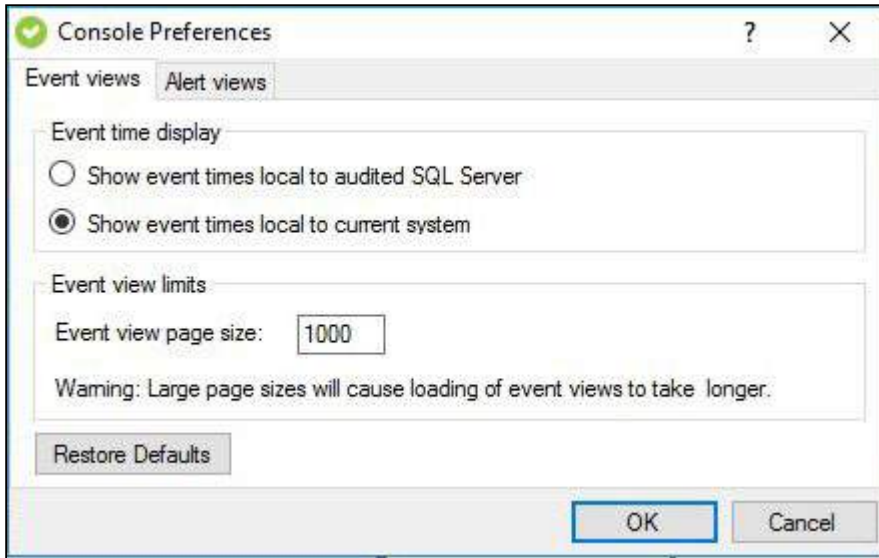 Console Preferences
?
Event views
Alert views
Event time display
Show event times local to audited SQL Server
Show event times local to current system
Event view limits
Event view page size: 1000
Warning: Large page sizes will cause loading of event views to take longer.
Restore Defaults
OK
Cancel